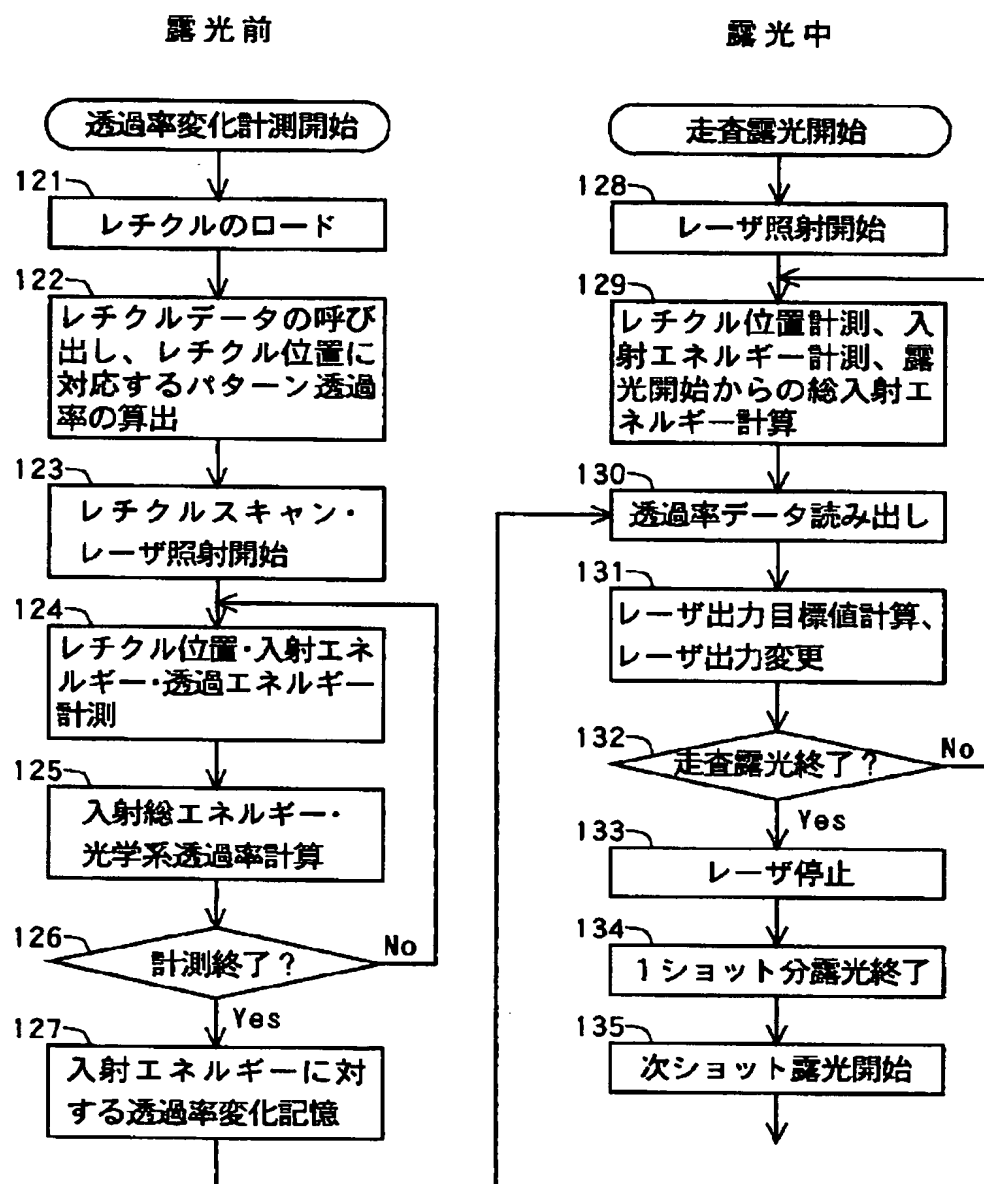 露光前
透過率変化計測開始
121
レチクルのロード
122
レチクルデータの呼び
出し、レチクル位置に
対応するパターン透過
率の算出
123
レチクルスキャン・
レーザ照射開始
124
レチクル位置・入射エネ
ルギー・透過エネルギー
計測
125
入射総エネルギー・
光学系透過率計算
126
計測終了？
No
Yes
127
入射エネルギーに対
する透過率変化記憶
露光中
走査露光開始
128
レーザ照射開始
129
レチクル位置計測、入
射エネルギー計測、露
光開始からの総入射エ
ネルギー計算
130
透過率データ読み出し
131
レーザ出力目標値計算、
レーザ出力変更
132
走査露光終了？
No
Yes
133
レーザ停止
134
1ショット分露光終了
135
次ショット露光開始